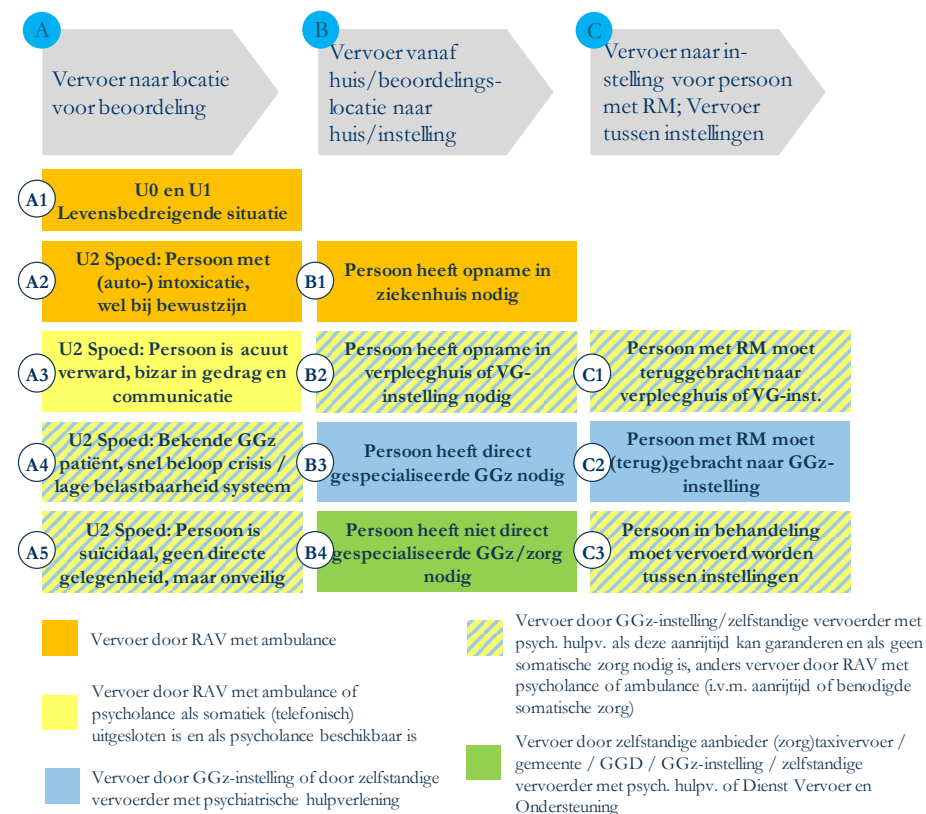 A
Vervoer naar locatie
voor beoordeling
B
Vervoer vanaf
huis/beoordelings-
locatie naar
huis/instelling
C
Vervoer naar in-
stelling voor persoon
met RM; Vervoer
tussen instellingen
A1
U0 en U1
Levensbedreigende situatie
A2
U2 Spoed: Persoon met
(auto-) intoxicatie,
wel bij bewustzijn
B1
Persoon heeft opname in
ziekenhuis nodig
A3
U2 Spoed: Persoon is acuut
verward, bizar in gedrag en
communicatie
B2
Persoon heeft opname in
verpleeghuis of VG-
instelling nodig
C1
Persoon met RM moet
teruggebracht naar
verpleeghuis of VG-inst.
A4
U2 Spoed: Bekende GGz
patiënt, snel beloop crisis /
lage belastbaarheid systeem
B3
Persoon heeft direct
gespecialiseerde GGz nodig
C2
Persoon met RM moet
(terug)gebracht naar GGz-
instelling
A5
U2 Spoed: Persoon is
suïcidaal, geen directe
gelegenheid, maar onveilig
B4
Persoon heeft niet direct
gespecialiseerde GGz/zorg
nodig
C3
Persoon in behandeling
moet vervoerd worden
tussen instellingen
Vervoer door RAV met ambulance
Vervoer door RAV met ambulance of
psycholance als somatiek (telefonisch)
uitgesloten is en als psycholance beschikbaar is
Vervoer door GGz-instelling of door zelfstandige
vervoerder met psychiatrische hulpverlening
Vervoer door GGz-instelling/zelfstandige vervoerder met
psych. hulpv. als deze aanrijtijd kan garanderen en als geen
somatische zorg nodig is, anders vervoer door RAV met
psycholance of ambulance (i.v.m. aanrijtijd of benodigde
somatische zorg)
Vervoer door zelfstandige aanbieder (zorg)taxivervoer /
gemeente / GGD / GGz-instelling / zelfstandige
vervoerder met psych. hulpv. of Dienst Vervoer en
Ondersteuning